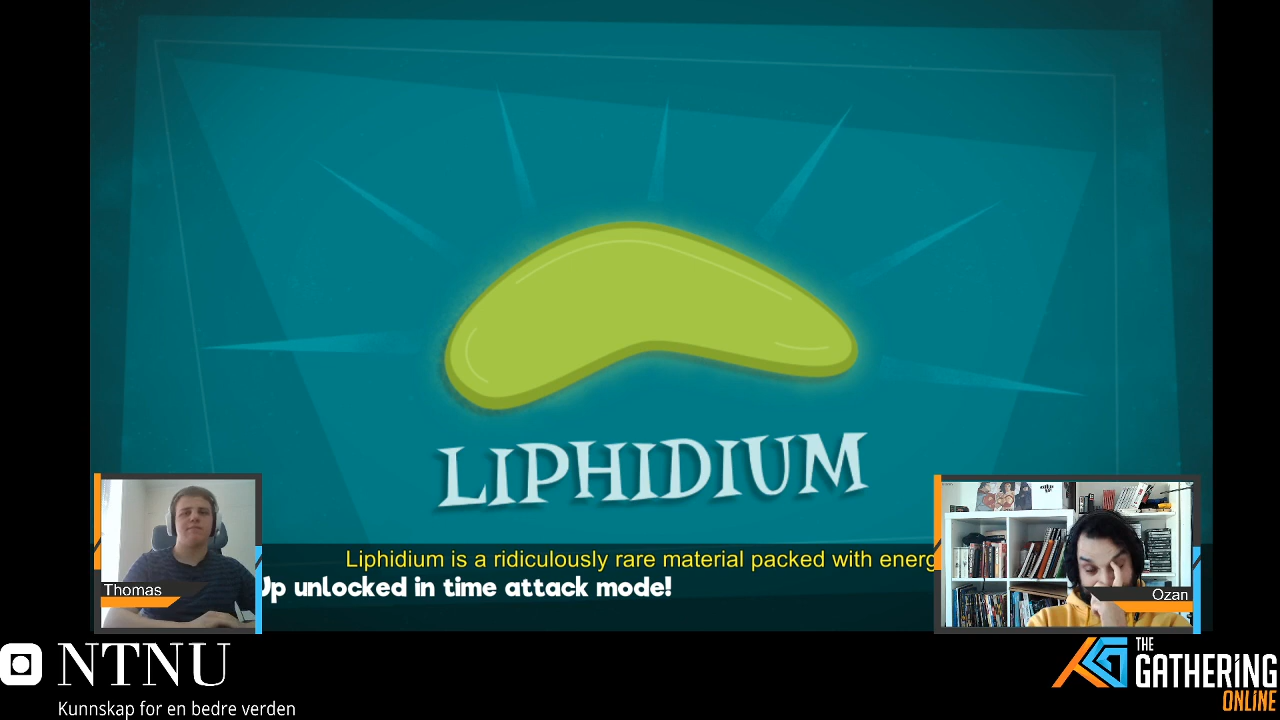 LIPHIDIUM
Liphidium is a ridiculously rare material packed with energ
Up unlocked in time attack mode!
Thomas
Ozan
NTNU
Kunnskap for en bedre verden
THE
GATHERING
ONLINE